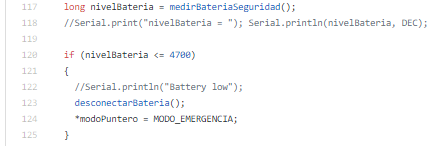 117 long nivelBateria = medirBateriaSeguridad();
118 //Serial.print("nivelBateria = "); Serial.println(nivelBateria, DEC);
119
120 if (nivelBateria <= 4700)
121 {
122 //Serial.println("Battery low");
123 desconectarBateria();
124 *modoPuntero = MODO_EMERGENCIA;
125 }